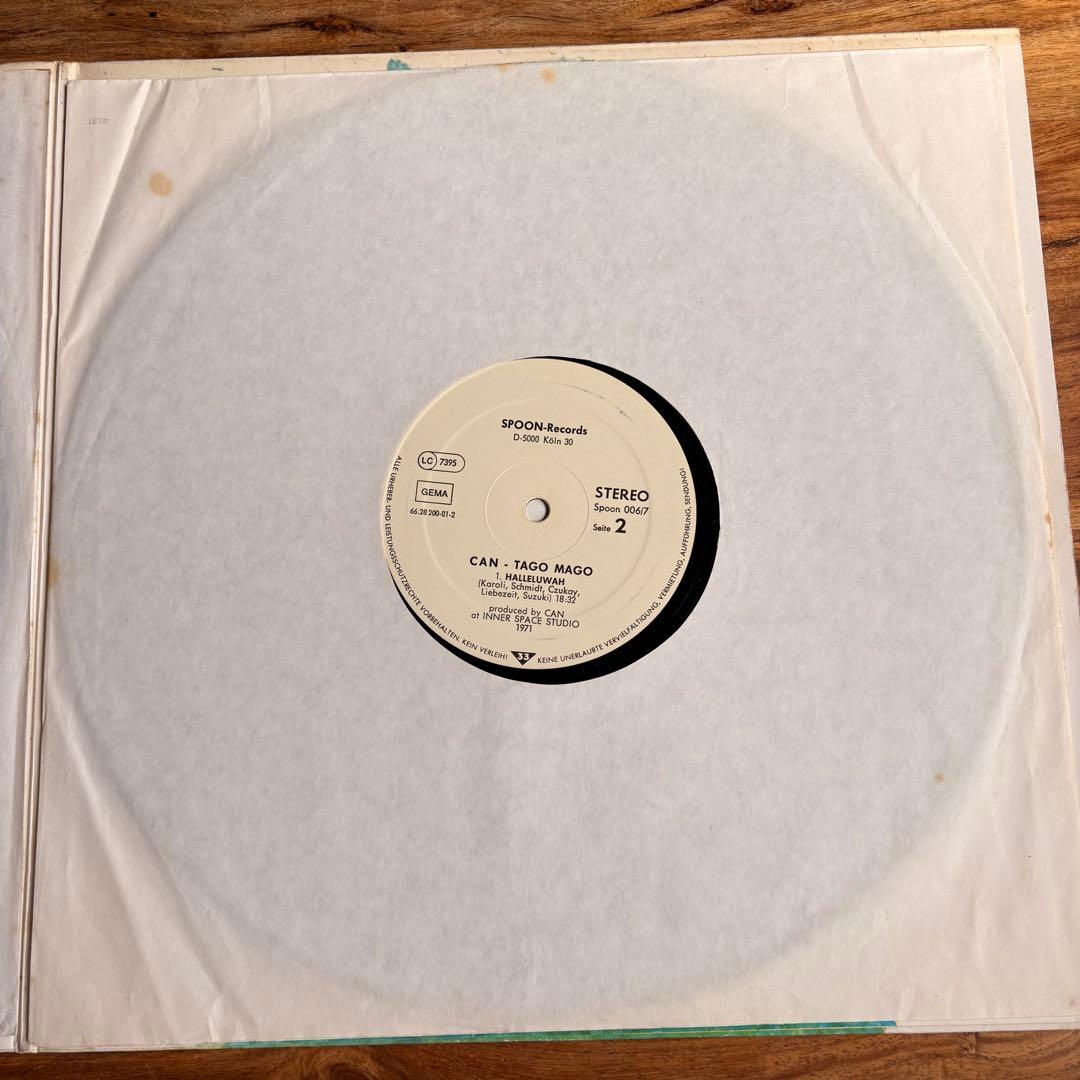 40.81
SPOON-Records
D-5000 Köln 30
LC 7395
GEMA
66.28 200-01-2
STEREO
Spoon 006/7
Seite 2
CAN - TAGO MAGO
1. HALLELUWAH
(Karoli, Schmidt, Czukay,
Liebezeit, Suzuki) 18:32
produced by CAN
at INNER SPACE STUDIO
1971
33
ALLE URHEBER- UND LEISTUNGSSCHUTZRECHTE VORBEHALTEN. KEIN VERLEIH! KEINE UNERLAUBTE VERVIELFÄLTIGUNG, VERMIETUNG, AUFFÜHRUNG, SENDUNG!